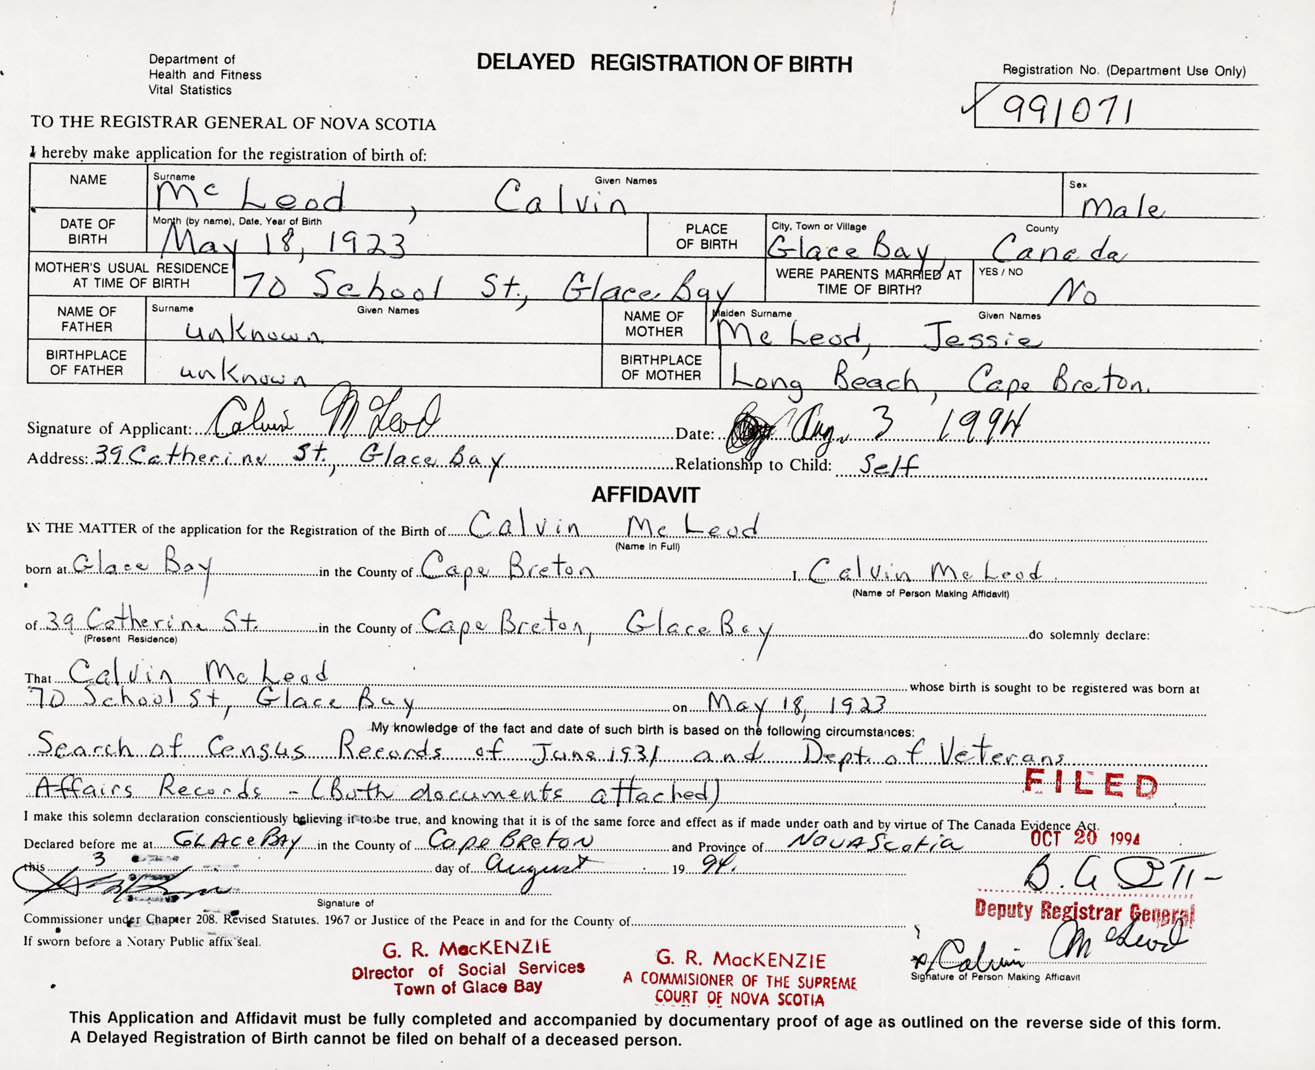 Department of
Health and Fitness
Vital Statistics
DELAYED REGISTRATION OF BIRTH
Registration No. (Department Use Only)
991071
TO THE REGISTRAR GENERAL OF NOVA SCOTIA
I hereby make application for the registration of birth of:
NAME Surname Given Names Sex
McLeod, Calvin Male
DATE OF BIRTH Month (by name), Date, Year of Birth PLACE OF BIRTH City, Town or Village County
May 18, 1923 Glace Bay, Canada
MOTHER'S USUAL RESIDENCE AT TIME OF BIRTH 70 School St., Glace Bay WERE PARENTS MARRIED AT TIME OF BIRTH? YES / NO No
NAME OF FATHER Surname Given Names NAME OF MOTHER Maiden Surname Given Names
unknown McLeod, Jessie
BIRTHPLACE OF FATHER unknown BIRTHPLACE OF MOTHER Long Beach, Cape Breton.
Signature of Applicant: Calvin McLeod Date: Aug. 3 1994
Address: 39 Catherine St., Glace Bay Relationship to Child: Self
AFFIDAVIT
IN THE MATTER of the application for the Registration of the Birth of Calvin McLeod
(Name in Full)
born at Glace Bay in the County of Cape Breton I, Calvin McLeod
(Name of Person Making Affidavit)
of 39 Catherine St. in the County of Cape Breton, Glace Bay do solemnly declare:
(Present Residence)
That Calvin McLeod whose birth is sought to be registered was born at
70 School St, Glace Bay on May 18, 1923
My knowledge of the fact and date of such birth is based on the following circumstances:
Search of Census Records of June 1931 and Dept. of Veterans
Affairs Records - (Both documents attached)
FILED
I make this solemn declaration conscientiously believing it to be true, and knowing that it is of the same force and effect as if made under oath and by virtue of The Canada Evidence Act.
OCT 20 1994
Declared before me at GLACE BAY in the County of Cape Breton and Province of NOVA Scotia
this 3 day of August 1994.
Signature of
Deputy Registrar General
Commissioner under Chapter 208. Revised Statutes. 1967 or Justice of the Peace in and for the County of
If sworn before a Notary Public affix seal.
G. R. MacKENZIE
Director of Social Services
Town of Glace Bay
G. R. MacKENZIE
A COMMISIONER OF THE SUPREME
COURT OF NOVA SCOTIA
Calvin McLeod
Signature of Person Making Affidavit
This Application and Affidavit must be fully completed and accompanied by documentary proof of age as outlined on the reverse side of this form.
A Delayed Registration of Birth cannot be filed on behalf of a deceased person.